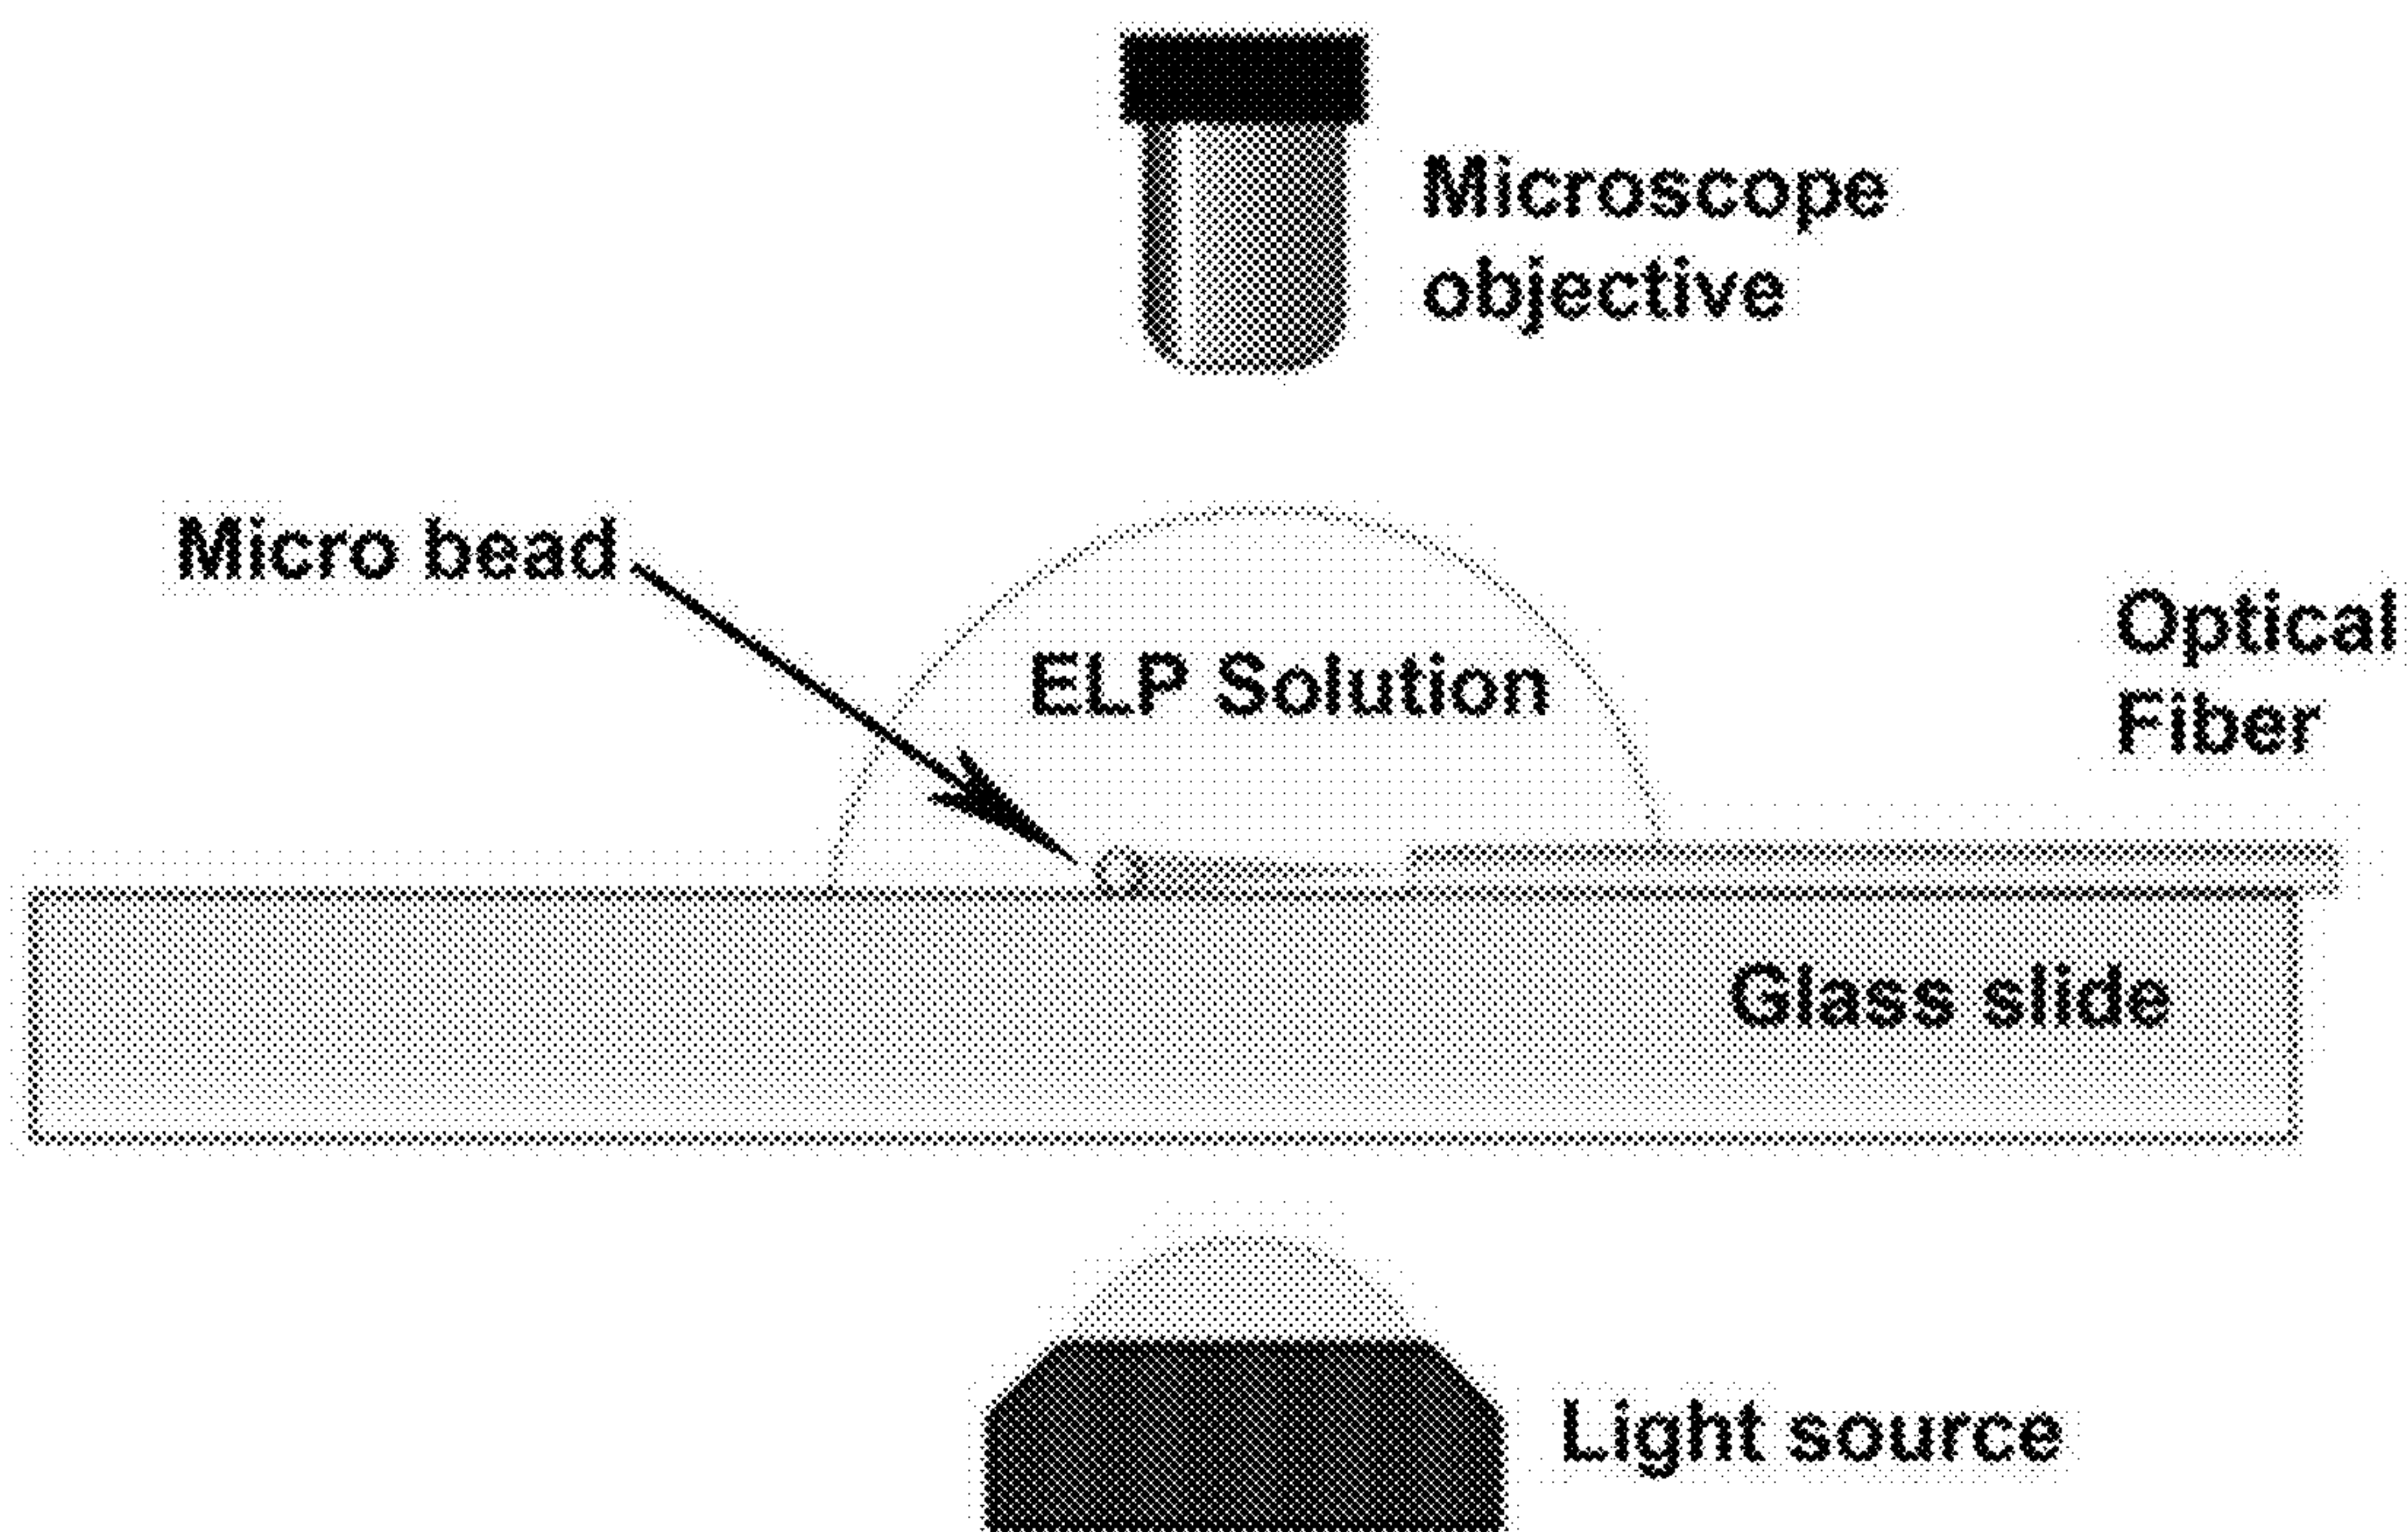 Microscope
objective
Micro bead
ELP Solution
Optical
Fiber
Glass slide
Light source